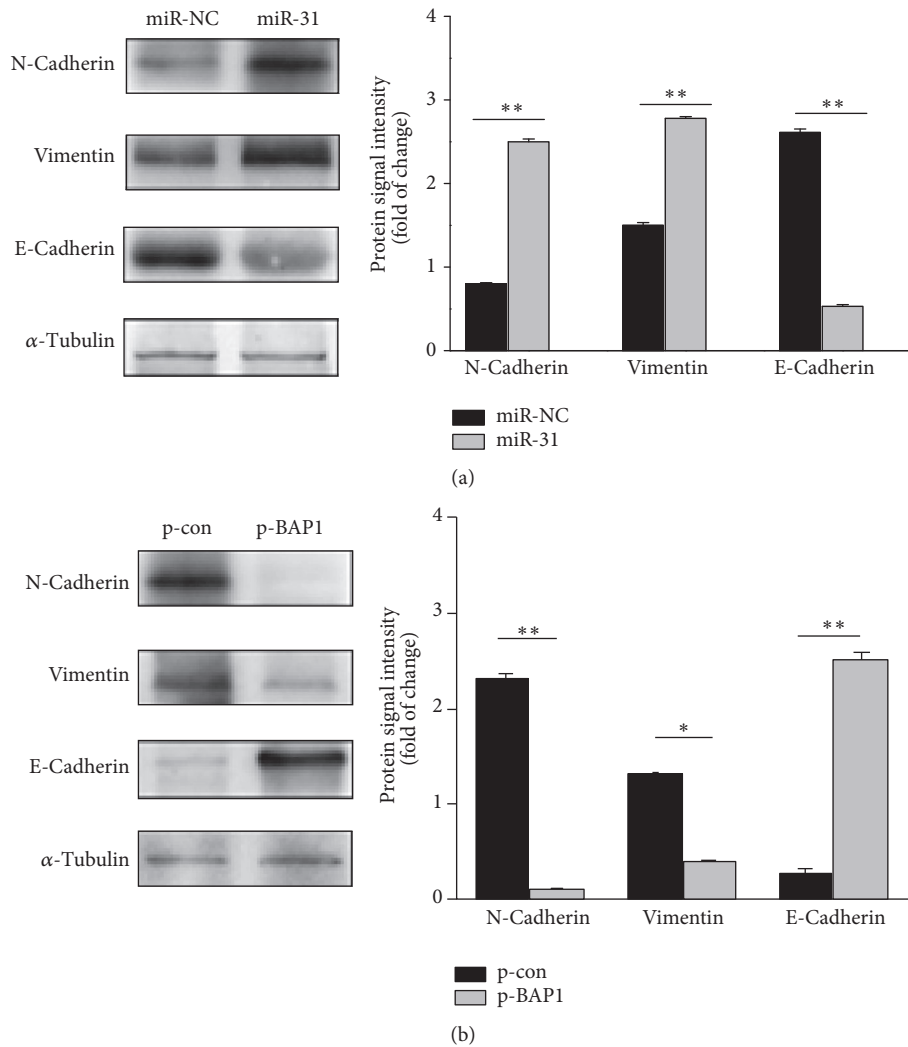 miR-NC miR-31
N-Cadherin
Vimentin
E-Cadherin
α-Tubulin
Protein signal intensity
(fold of change)
4
3
2
1
0
** ** **
N-Cadherin Vimentin E-Cadherin
miR-NC
miR-31
(a)
p-con p-BAP1
N-Cadherin
Vimentin
E-Cadherin
α-Tubulin
Protein signal intensity
(fold of change)
4
3
2
1
0
** * **
N-Cadherin Vimentin E-Cadherin
p-con
p-BAP1
(b)